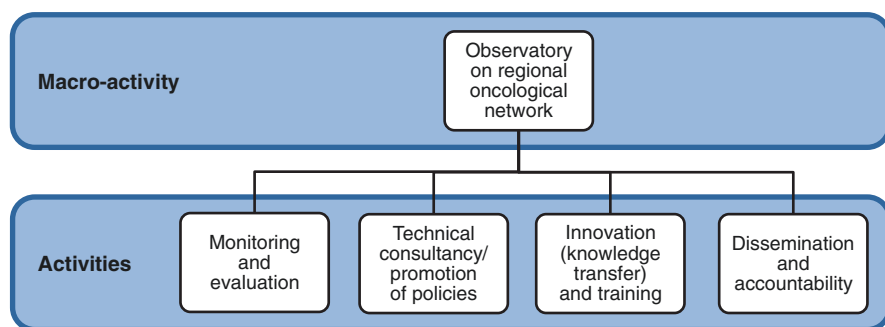 Macro-activity
Observatory
on regional
oncological
network
Activities
Monitoring
and
evaluation
Technical
consultancy/
promotion
of policies
Innovation
(knowledge
transfer)
and training
Dissemination
and
accountability